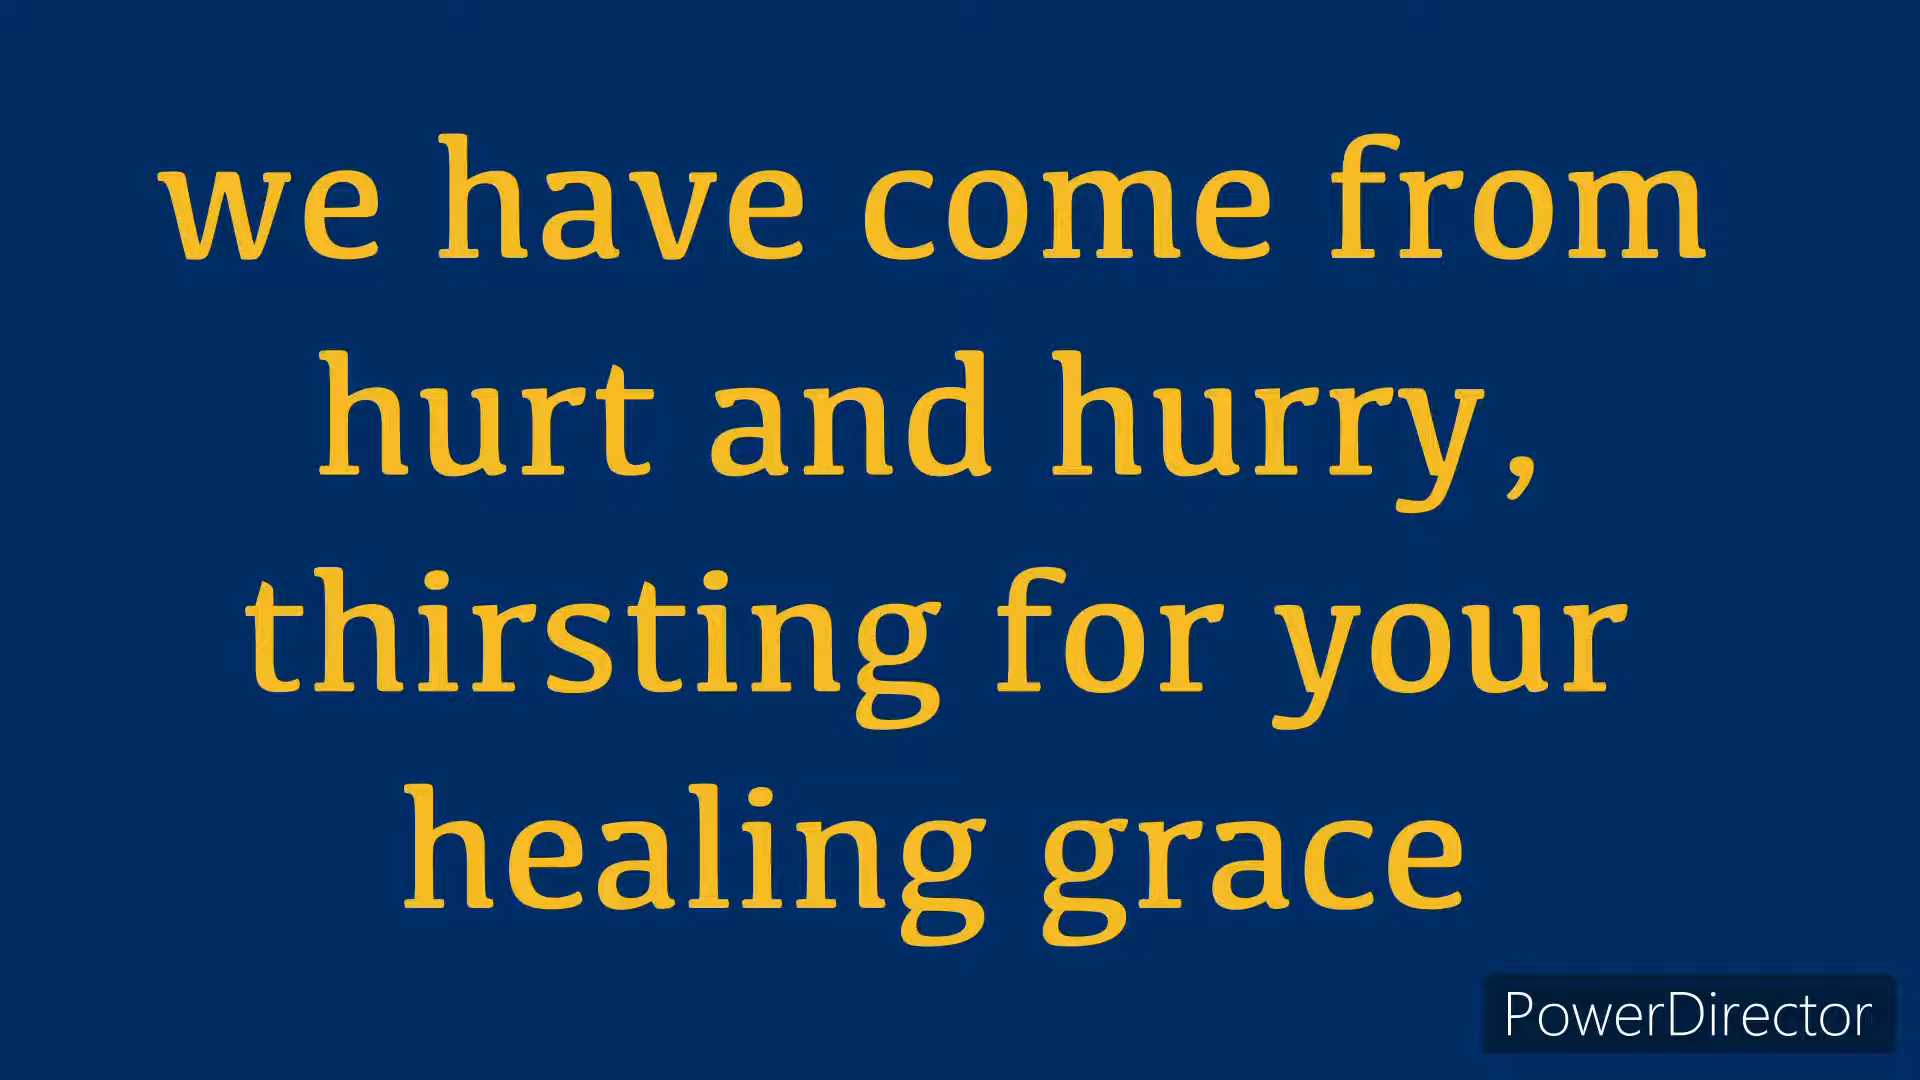 we have come from
hurt and hurry,
thirsting for your
healing grace
PowerDirector